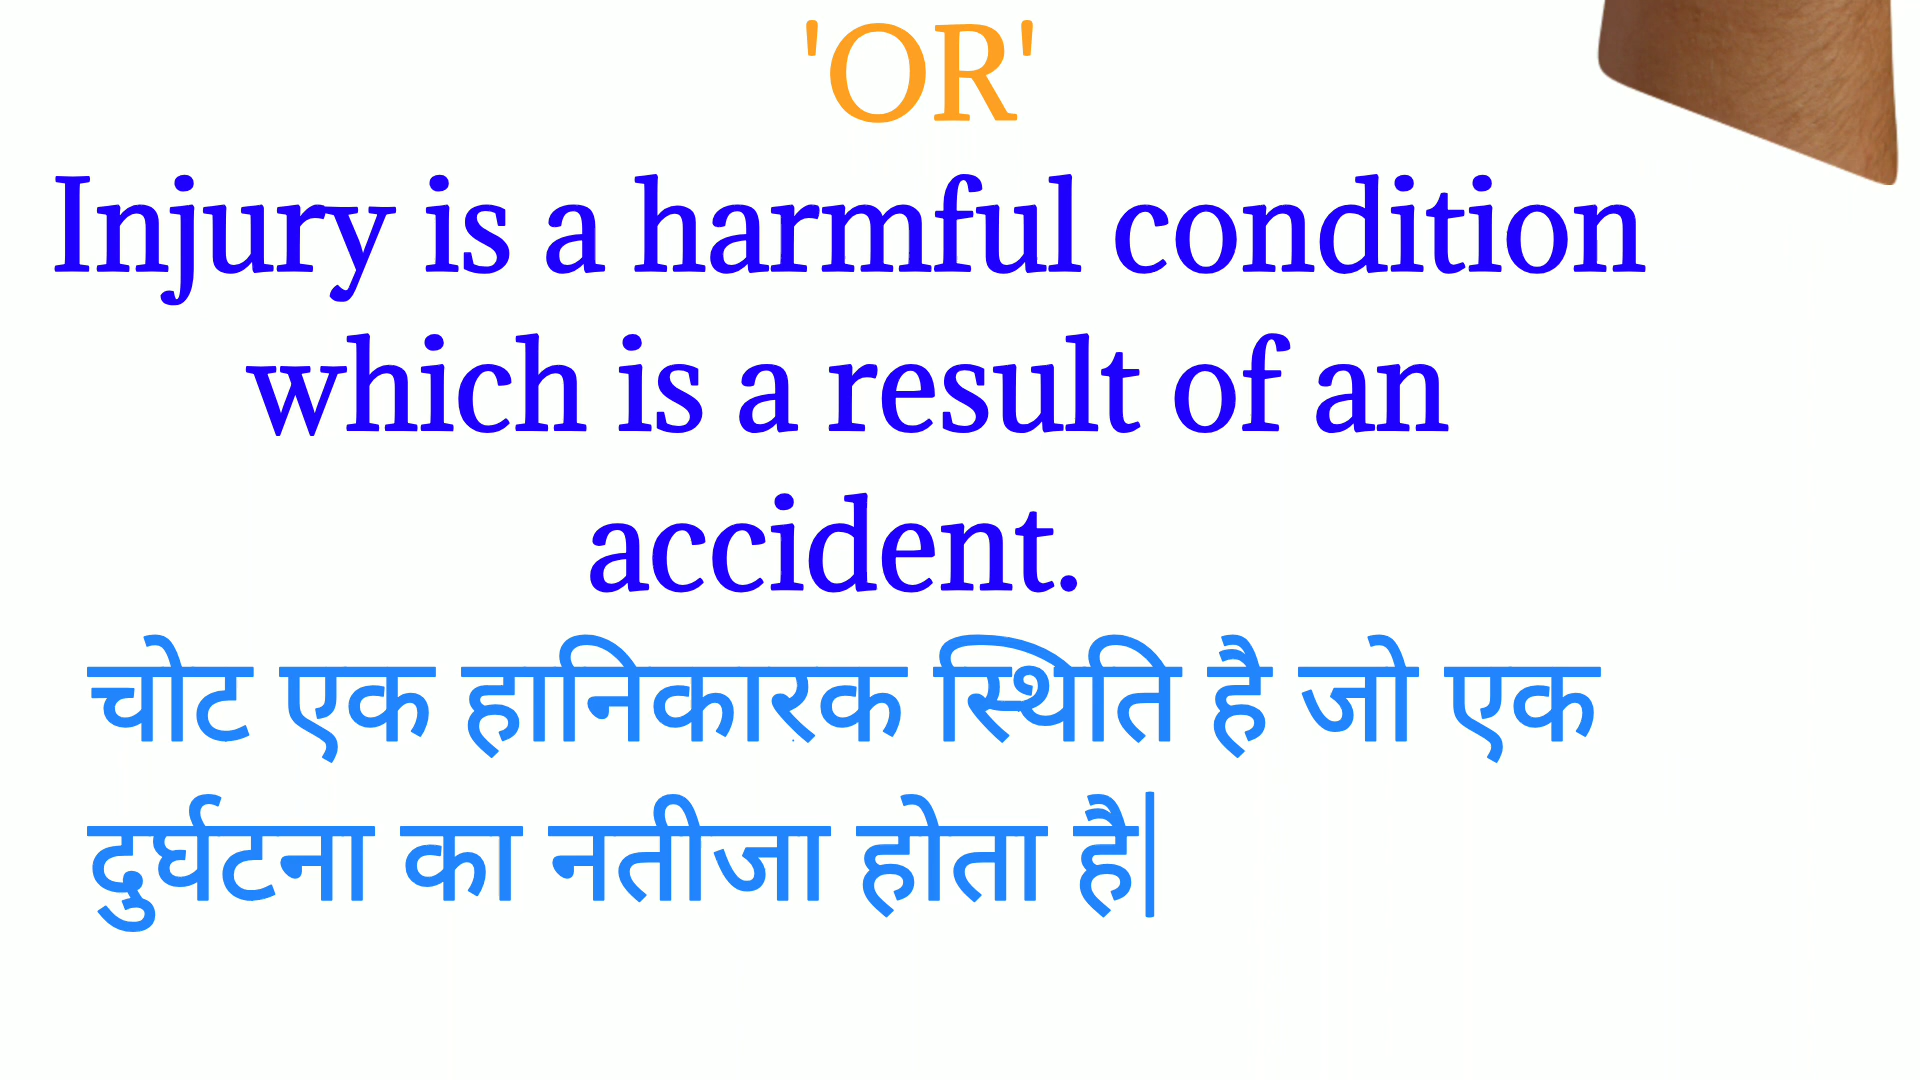 'OR'
Injury is a harmful condition
which is a result of an
accident.
चोट एक हानिकारक स्थिति है जो एक
दुर्घटना का नतीजा होता है|